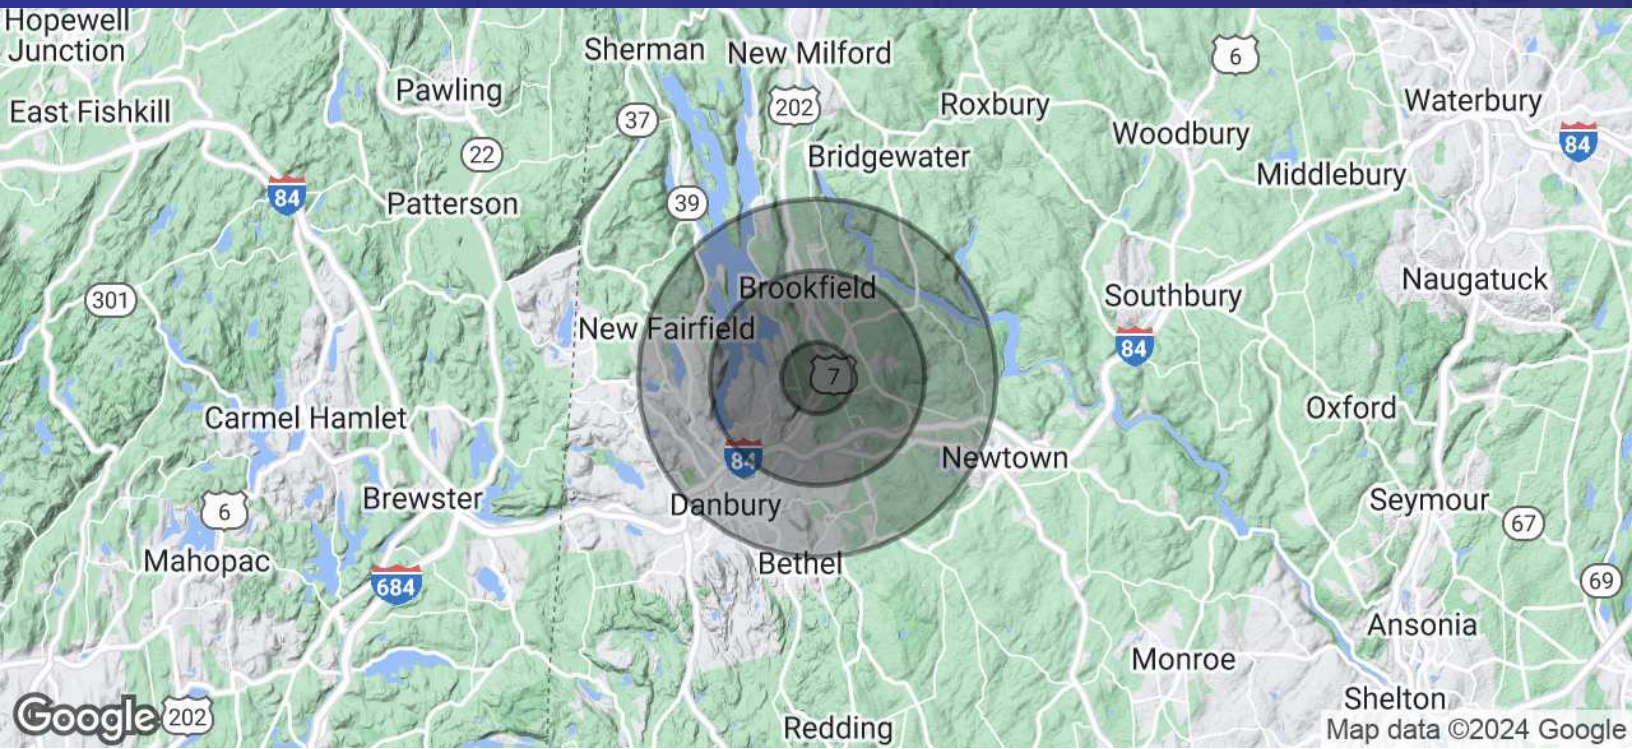 Hopewell
Junction
Sherman
New Milford
6
Pawling
202
Roxbury
Waterbury
East Fishkill
37
Woodbury
84
22
Bridgewater
Middlebury
84
Patterson
39
Brookfield
Naugatuck
301
Southbury
New Fairfield
84
7
Carmel Hamlet
Oxford
84
Newtown
Brewster
Danbury
Seymour
6
67
Mahopac
Bethel
684
69
Ansonia
Monroe
Shelton
Google
202
Redding
Map data ©2024 Google